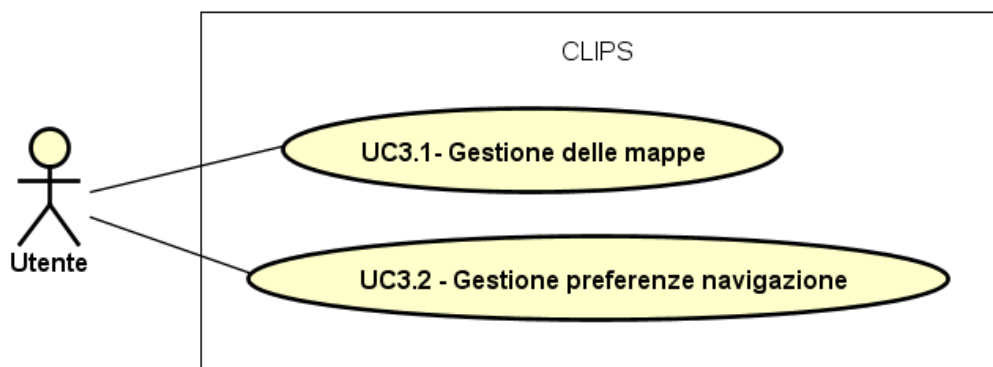 CLIPS
UC3.1- Gestione delle mappe
Utente
UC3.2 - Gestione preferenze navigazione